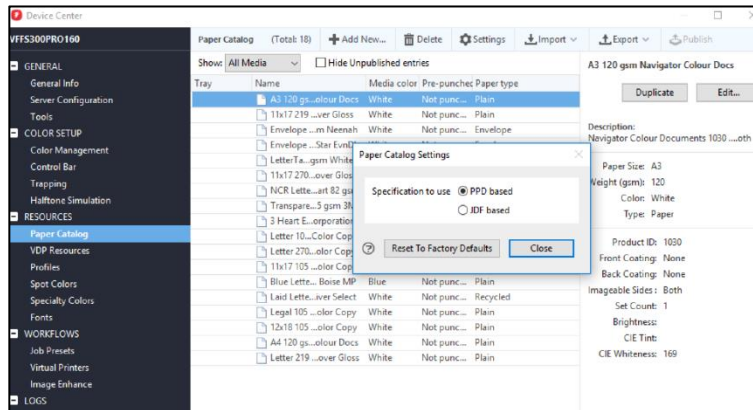 Device Center
VFFS300PRO160
Paper Catalog (Total: 18) Add New... Delete Settings Import Export Publish
GENERAL
General Info
Server Configuration
Tools
COLOR SETUP
Color Management
Control Bar
Trapping
Halftone Simulation
RESOURCES
Paper Catalog
VDP Resources
Profiles
Spot Colors
Specialty Colors
Fonts
WORKFLOWS
Job Presets
Virtual Printers
Image Enhance
LOGS
Show: All Media Hide Unpublished entries
Tray Name Media color Pre-punched Paper type
A3 120 gs...olour Docs White Not punc... Plain
11x17 219 ...ver Gloss White Not punc... Plain
Envelope ...m Neenah White Not punc... Envelope
Envelope ...Star EvnD
LetterTa...gsm White
11x17 270...over Glos
NCR Lette...art 82 gs
Transpare...5 gsm 3M
3 Heart E...orporation
Letter 10...Color Cop
Letter 270...olor Cop
11x17 105 ...olor Cop
Blue Lette... Boise MP Blue Not punc... Plain
Laid Lette...iver Select White Not punc... Recycled
Legal 105 ...olor Copy White Not punc... Plain
12x18 105 ...olor Copy White Not punc... Plain
A4 120 gs...olour Docs White Not punc... Plain
Letter 219 ...over Gloss White Not punc... Plain
Paper Catalog Settings
Specification to use PPD based
JDF based
? Reset To Factory Defaults Close
A3 120 gsm Navigator Colour Docs
Duplicate Edit...
Description:
Navigator Colour Documents 1030 ....oth
Paper Size: A3
Weight (gsm): 120
Color: White
Type: Paper
Product ID: 1030
Front Coating: None
Back Coating: None
Imageable Sides : Both
Set Count: 1
Brightness:
CIE Tint:
CIE Whiteness: 169